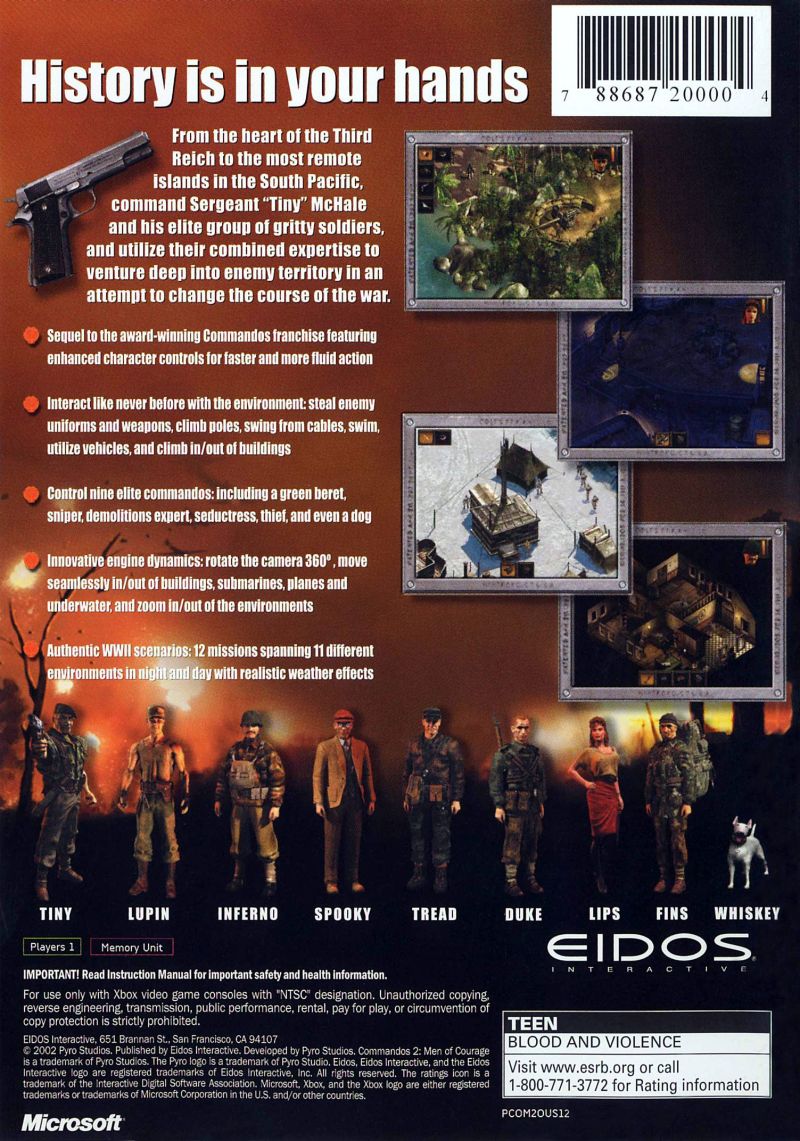 History is in your hands
7 88687 20000 4
From the heart of the Third
Reich to the most remote
islands in the South Pacific,
command Sergeant "Tiny" McHale
and his elite group of gritty soldiers,
and utilize their combined expertise to
venture deep into enemy territory in an
attempt to change the course of the war.
Sequel to the award-winning Commandos franchise featuring
enhanced character controls for faster and more fluid action
Interact like never before with the environment: steal enemy
uniforms and weapons, climb poles, swing from cables, swim,
utilize vehicles, and climb in/out of buildings
Control nine elite commandos: including a green beret,
sniper, demolitions expert, seductress, thief, and even a dog
Innovative engine dynamics: rotate the camera 360º, move
seamlessly in/out of buildings, submarines, planes and
underwater, and zoom in/out of the environments
Authentic WWII scenarios: 12 missions spanning 11 different
environments in night and day with realistic weather effects
TINY LUPIN INFERNO SPOOKY TREAD DUKE LIPS FINS WHISKEY
Players 1 Memory Unit
EIDOS
INTERACTIVE
IMPORTANT! Read Instruction Manual for important safety and health information.
For use only with Xbox video game consoles with "NTSC" designation. Unauthorized copying,
reverse engineering, transmission, public performance, rental, pay for play, or circumvention of
copy protection is strictly prohibited.
EIDOS Interactive, 651 Brannan St., San Francisco, CA 94107
© 2002 Pyro Studios. Published by Eidos Interactive. Developed by Pyro Studios. Commandos 2: Men of Courage
is a trademark of Pyro Studios. The Pyro logo is a trademark of Pyro Studio. Eidos, Eidos Interactive, and the Eidos
Interactive logo are registered trademarks of Eidos Interactive, Inc. All rights reserved. The ratings icon is a
trademark of the Interactive Digital Software Association. Microsoft, Xbox, and the Xbox logo are either registered
trademarks or trademarks of Microsoft Corporation in the U.S. and/or other countries.
TEEN
BLOOD AND VIOLENCE
Visit www.esrb.org or call
1-800-771-3772 for Rating information
PCOM2OUS12
Microsoft